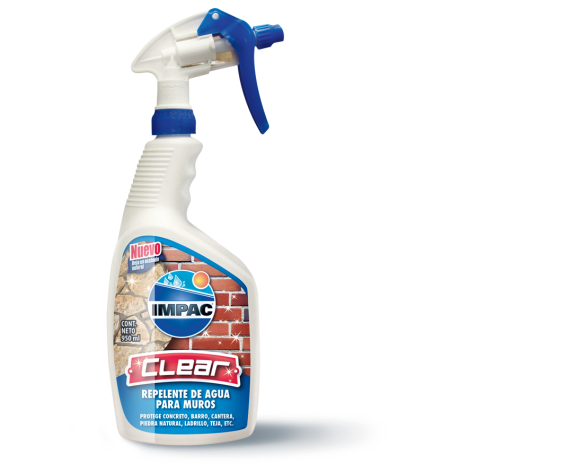 Nuevo
natural
IMPAC
CONT.
NETO
950 ml
CLear
REPELENTE DE AGUA
PARA MUROS
PROTEGE CONCRETO, BARRO, CANTERA,
PIEDRA NATURAL, LADRILLO, TEJA, ETC.